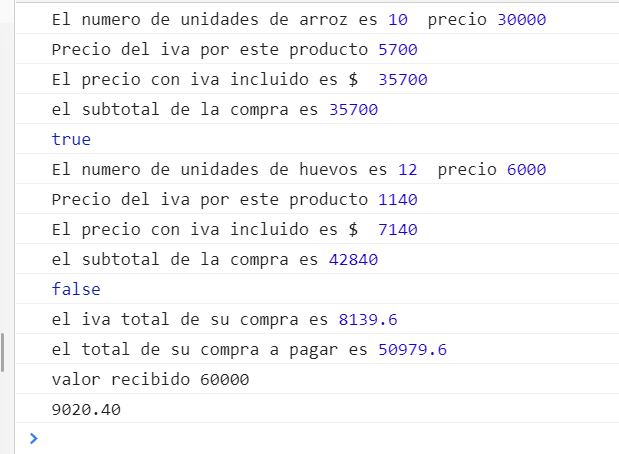 El numero de unidades de arroz es 10  precio 30000
Precio del iva por este producto 5700
El precio con iva incluido es $  35700
el subtotal de la compra es 35700
true
El numero de unidades de huevos es 12  precio 6000
Precio del iva por este producto 1140
El precio con iva incluido es $  7140
el subtotal de la compra es 42840
false
el iva total de su compra es 8139.6
el total de su compra a pagar es 50979.6
valor recibido 60000
9020.40